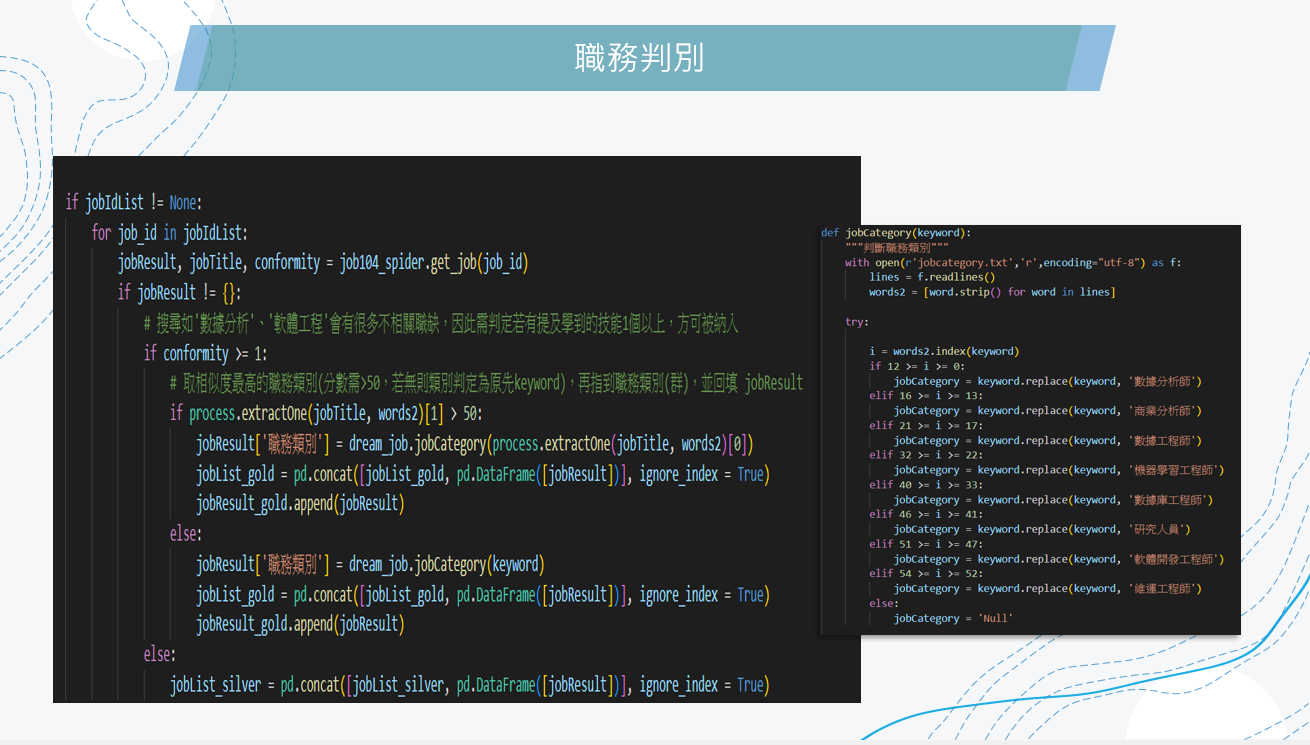 職務判別
if jobIdList != None:
for job_id in jobIdList:
jobResult, jobTitle, conformity = job104_spider.get_job(job_id)
if jobResult != {}:
# 搜尋如'數據分析'、'軟體工程'會有很多不相關職缺，因此需判定若有提及學到的技能1個以上，方可被納入
if conformity >= 1:
# 取相似度最高的職務類別(分數需>50，若無則類別判定為原先keyword)，再指到職務類別(群)，並回填 jobResult
if process.extractOne(jobTitle, words2)[1] > 50:
jobResult['職務類別'] = dream_job.jobCategory(process.extractOne(jobTitle, words2)[0])
jobList_gold = pd.concat([jobList_gold, pd.DataFrame([jobResult])], ignore_index = True)
jobResult_gold.append(jobResult)
else:
jobResult['職務類別'] = dream_job.jobCategory(keyword)
jobList_gold = pd.concat([jobList_gold, pd.DataFrame([jobResult])], ignore_index = True)
jobResult_gold.append(jobResult)
else:
jobList_silver = pd.concat([jobList_silver, pd.DataFrame([jobResult])], ignore_index = True)
def jobCategory(keyword):
"""判斷職務類別"""
with open(r'jobcategory.txt','r',encoding="utf-8") as f:
lines = f.readlines()
words2 = [word.strip() for word in lines]
try:
i = words2.index(keyword)
if 12 >= i >= 0:
jobCategory = keyword.replace(keyword, '數據分析師')
elif 16 >= i >= 13:
jobCategory = keyword.replace(keyword, '商業分析師')
elif 21 >= i >= 17:
jobCategory = keyword.replace(keyword, '數據工程師')
elif 32 >= i >= 22:
jobCategory = keyword.replace(keyword, '機器學習工程師')
elif 40 >= i >= 33:
jobCategory = keyword.replace(keyword, '數據庫工程師')
elif 46 >= i >= 41:
jobCategory = keyword.replace(keyword, '研究人員')
elif 51 >= i >= 47:
jobCategory = keyword.replace(keyword, '軟體開發工程師')
elif 54 >= i >= 52:
jobCategory = keyword.replace(keyword, '維運工程師')
else:
jobCategory = 'Null'